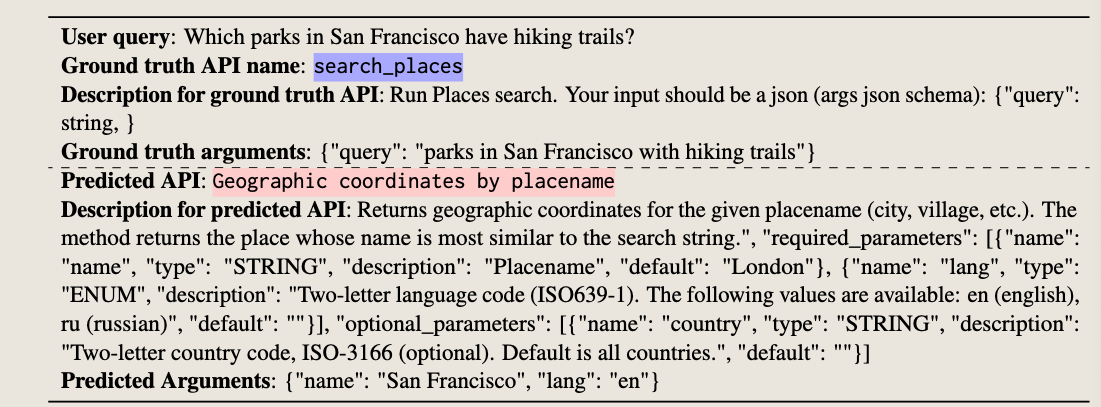 User query: Which parks in San Francisco have hiking trails?
Ground truth API name: search_places
Description for ground truth API: Run Places search. Your input should be a json (args json schema): {"query":
string, }
Ground truth arguments: {"query": "parks in San Francisco with hiking trails"}
Predicted API: Geographic coordinates by placename
Description for predicted API: Returns geographic coordinates for the given placename (city, village, etc.). The
method returns the place whose name is most similar to the search string.", "required_parameters": [{"name":
"name", "type": "STRING", "description": "Placename", "default": "London"}, {"name": "lang", "type":
"ENUM", "description": "Two-letter language code (ISO639-1). The following values are available: en (english),
ru (russian)", "default": ""}], "optional_parameters": [{"name": "country", "type": "STRING", "description":
"Two-letter country code, ISO-3166 (optional). Default is all countries.", "default": ""}]
Predicted Arguments: {"name": "San Francisco", "lang": "en"}